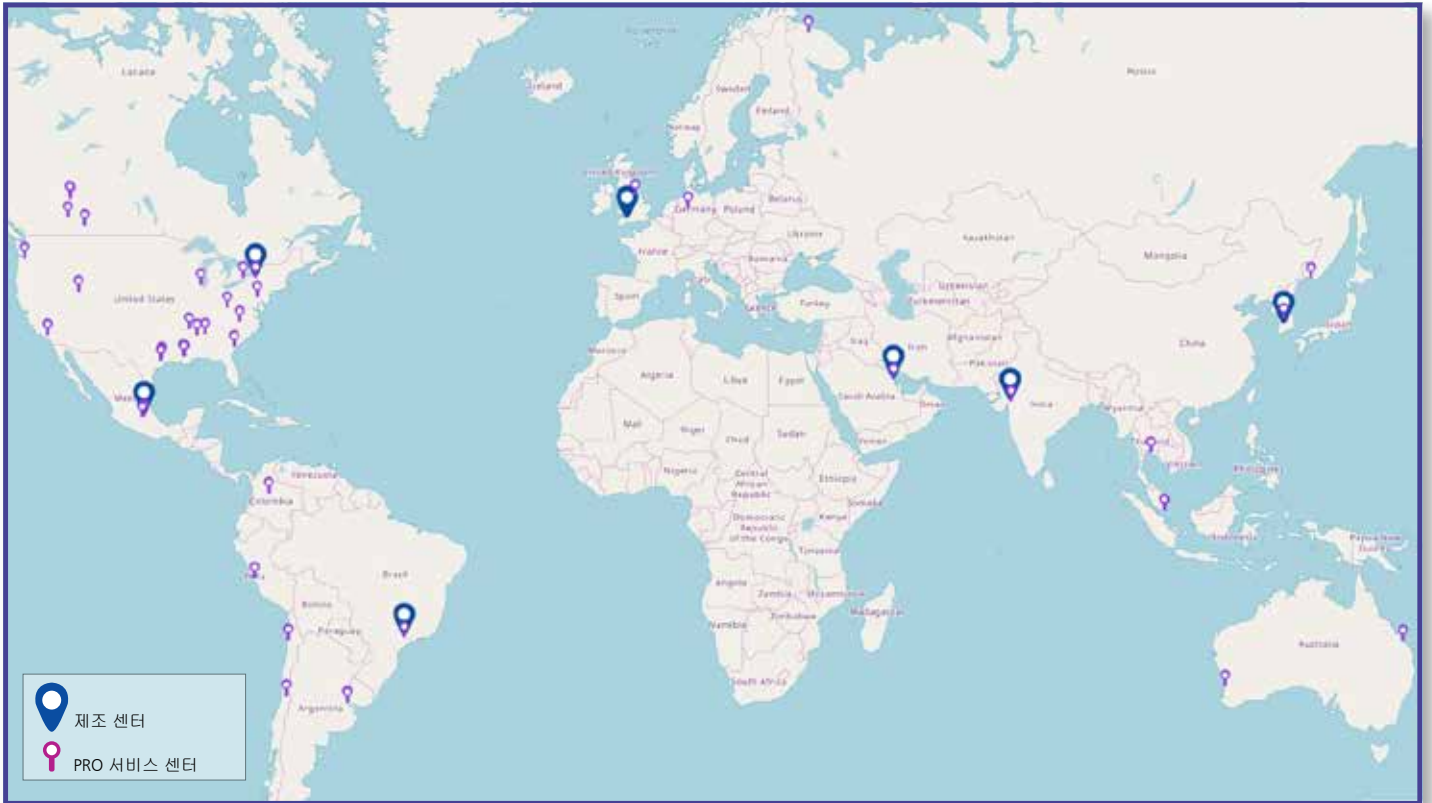 Iceland
Russia
Sweden
Finland
Norway
Germany
Poland
Belarus
Ukraine
Kazakhstan
Mongolia
France
Romania
United States
Spain
Greece
Turkey
Uzbekistan
Turkmenistan
Afghanistan
China
Morocco
Iraq
Iran
Pakistan
Algeria
Libya
Egypt
Saudi Arabia
Oman
India
Myanmar
Mali
Niger
Chad
Sudan
Yemen
Nigeria
Central
African
Republic
Ethiopia
Somalia
Venezuela
Colombia
Democratic
Republic
of the Congo
Kenya
Tanzania
Indonesia
Papua New
Guinea
Brazil
Angola
Zambia
Mozambique
Bolivia
Paraguay
Namibia
Zimbabwe
Madagascar
Australia
South Africa
Argentina
제조 센터
PRO 서비스 센터